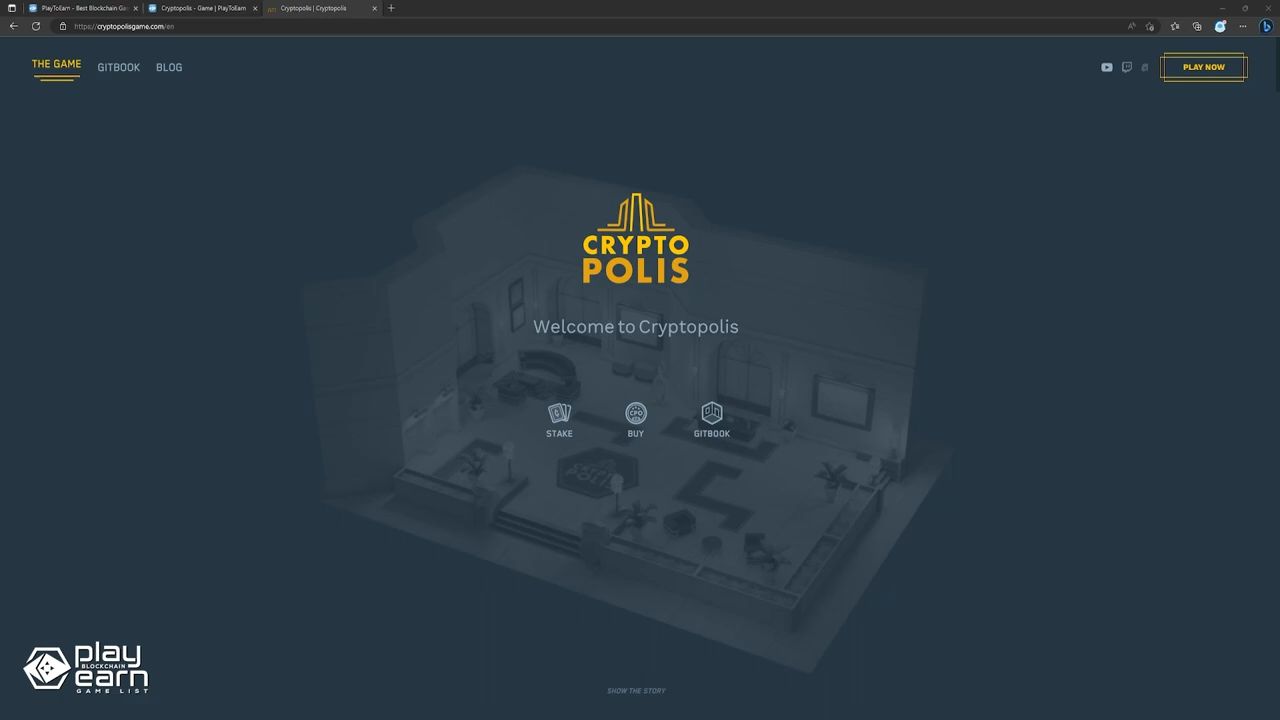 PlayToEarn - Best Blockchain Ga
Cryptopolis - Game | PlayToEarn
Cryptopolis | Cryptopolis
https://cryptopolisgame.com/en
THE GAME
GITBOOK
BLOG
PLAY NOW
CRYPTO
POLIS
Welcome to Cryptopolis
CPO
STAKE
BUY
GITBOOK
play
BLOCKCHAIN
earn
GAME LIST
SHOW THE STORY